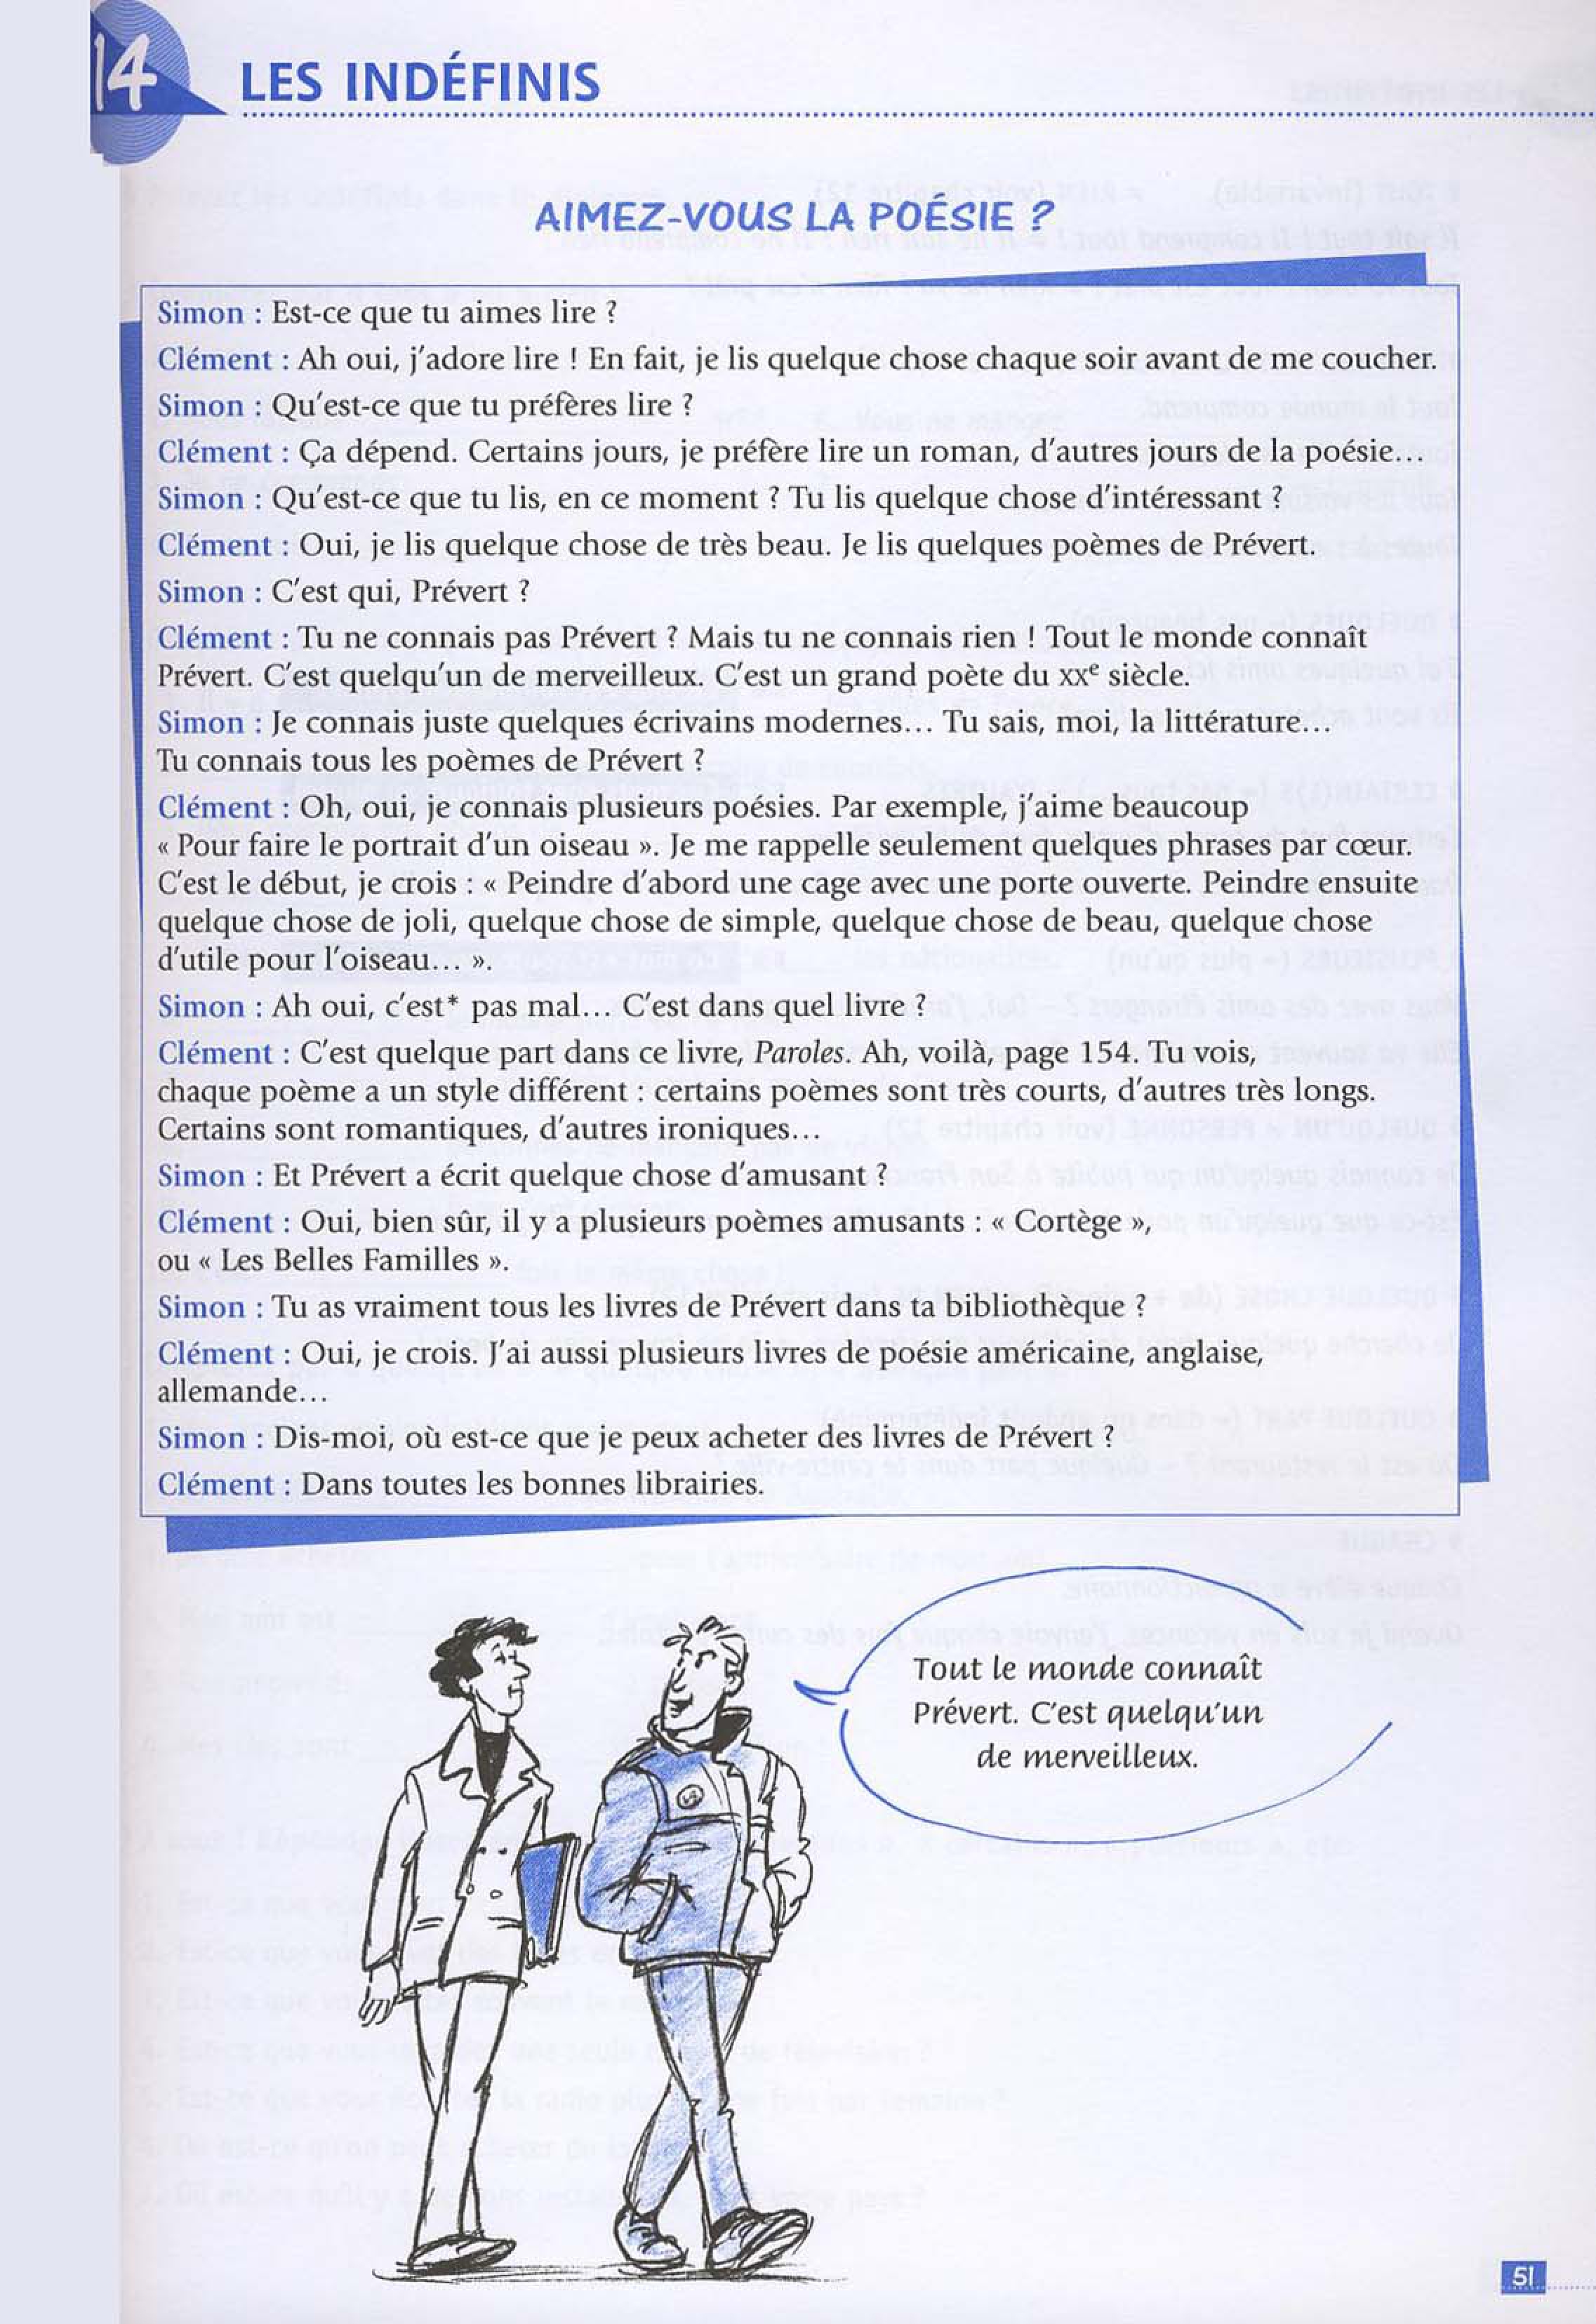 14
LES INDÉFINIS
AIMEZ-VOUS LA POÉSIE ?
Simon : Est-ce que tu aimes lire ?
Clément : Ah oui, j'adore lire ! En fait, je lis quelque chose chaque soir avant de me coucher.
Simon : Qu'est-ce que tu préfères lire ?
Clément : Ça dépend. Certains jours, je préfère lire un roman, d'autres jours de la poésie…
Simon : Qu'est-ce que tu lis, en ce moment ? Tu lis quelque chose d'intéressant ?
Clément : Oui, je lis quelque chose de très beau. Je lis quelques poèmes de Prévert.
Simon : C'est qui, Prévert ?
Clément : Tu ne connais pas Prévert ? Mais tu ne connais rien ! Tout le monde connaît
Prévert. C'est quelqu'un de merveilleux. C'est un grand poète du XXe siècle.
Simon : Je connais juste quelques écrivains modernes… Tu sais, moi, la littérature…
Tu connais tous les poèmes de Prévert ?
Clément : Oh, oui, je connais plusieurs poésies. Par exemple, j'aime beaucoup
« Pour faire le portrait d'un oiseau ». Je me rappelle seulement quelques phrases par cœur.
C'est le début, je crois : « Peindre d'abord une cage avec une porte ouverte. Peindre ensuite
quelque chose de joli, quelque chose de simple, quelque chose de beau, quelque chose
d'utile pour l'oiseau… ».
Simon : Ah oui, c'est* pas mal… C'est dans quel livre ?
Clément : C'est quelque part dans ce livre, Paroles. Ah, voilà, page 154. Tu vois,
chaque poème a un style différent : certains poèmes sont très courts, d'autres très longs.
Certains sont romantiques, d'autres ironiques…
Simon : Et Prévert a écrit quelque chose d'amusant ?
Clément : Oui, bien sûr, il y a plusieurs poèmes amusants : « Cortège »,
ou « Les Belles Familles ».
Simon : Tu as vraiment tous les livres de Prévert dans ta bibliothèque ?
Clément : Oui, je crois. J'ai aussi plusieurs livres de poésie américaine, anglaise,
allemande…
Simon : Dis-moi, où est-ce que je peux acheter des livres de Prévert ?
Clément : Dans toutes les bonnes librairies.
Tout le monde connaît
Prévert. C'est quelqu'un
de merveilleux.
51